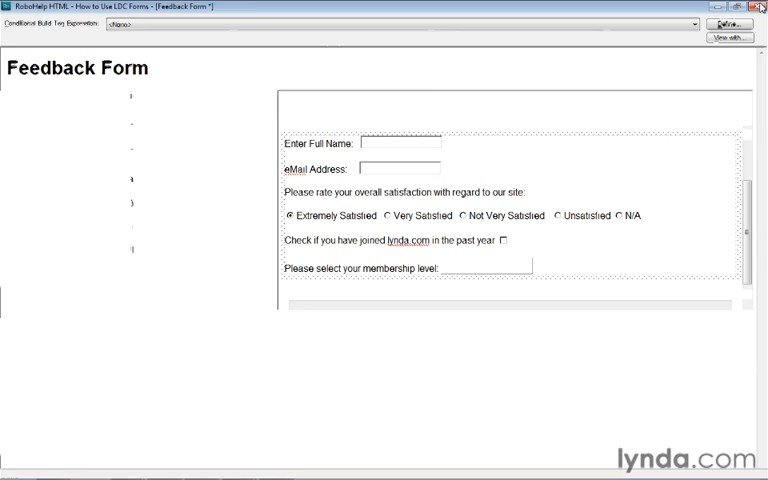 RoboHelp HTML - How to Use LDC Forms - [Feedback Form *]
Conditional Build Tag Expression: <None>
Define...
View with...
Feedback Form
Enter Full Name:
eMail Address:
Please rate your overall satisfaction with regard to our site:
Extremely Satisfied Very Satisfied Not Very Satisfied Unsatisfied N/A
Check if you have joined lynda.com in the past year
Please select your membership level:
lynda.com